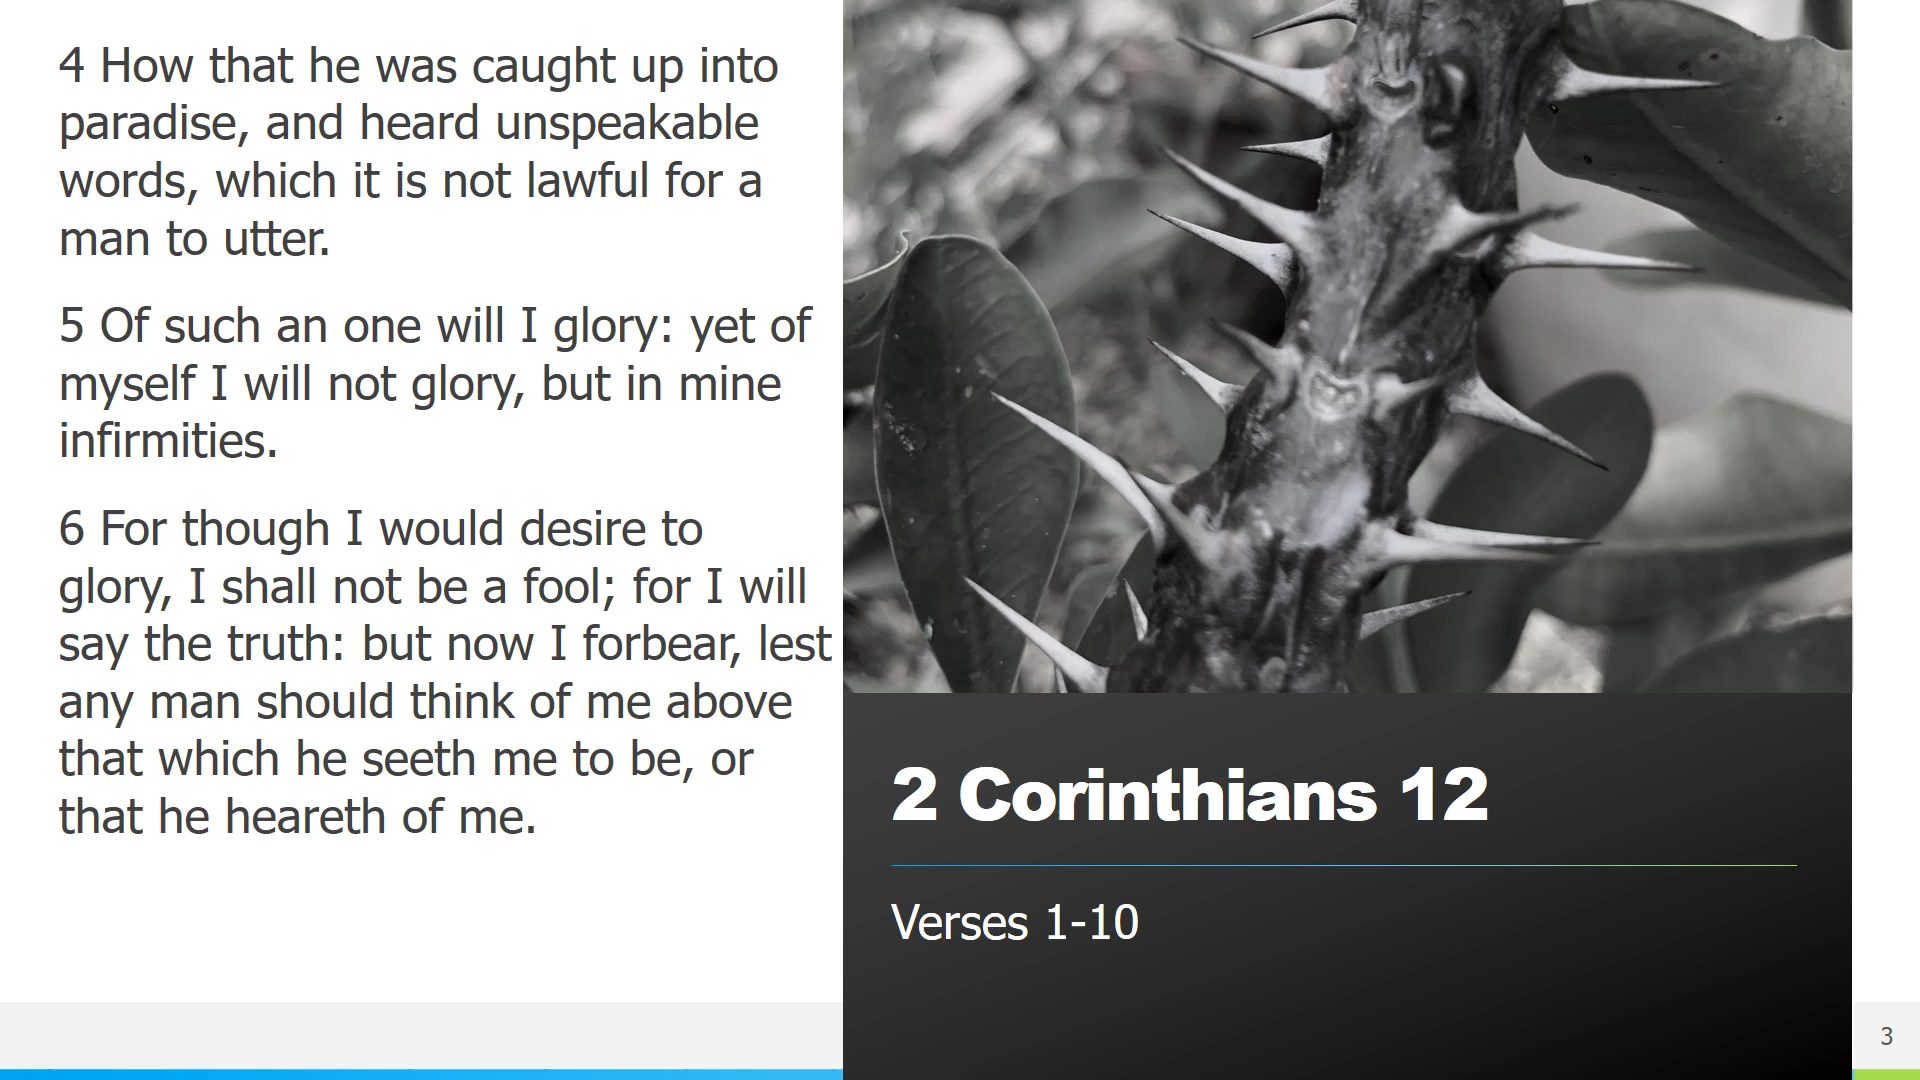 4 How that he was caught up into
paradise, and heard unspeakable
words, which it is not lawful for a
man to utter.
5 Of such an one will I glory: yet of
myself I will not glory, but in mine
infirmities.
6 For though I would desire to
glory, I shall not be a fool; for I will
say the truth: but now I forbear, lest
any man should think of me above
that which he seeth me to be, or
that he heareth of me.
2 Corinthians 12
Verses 1-10
3